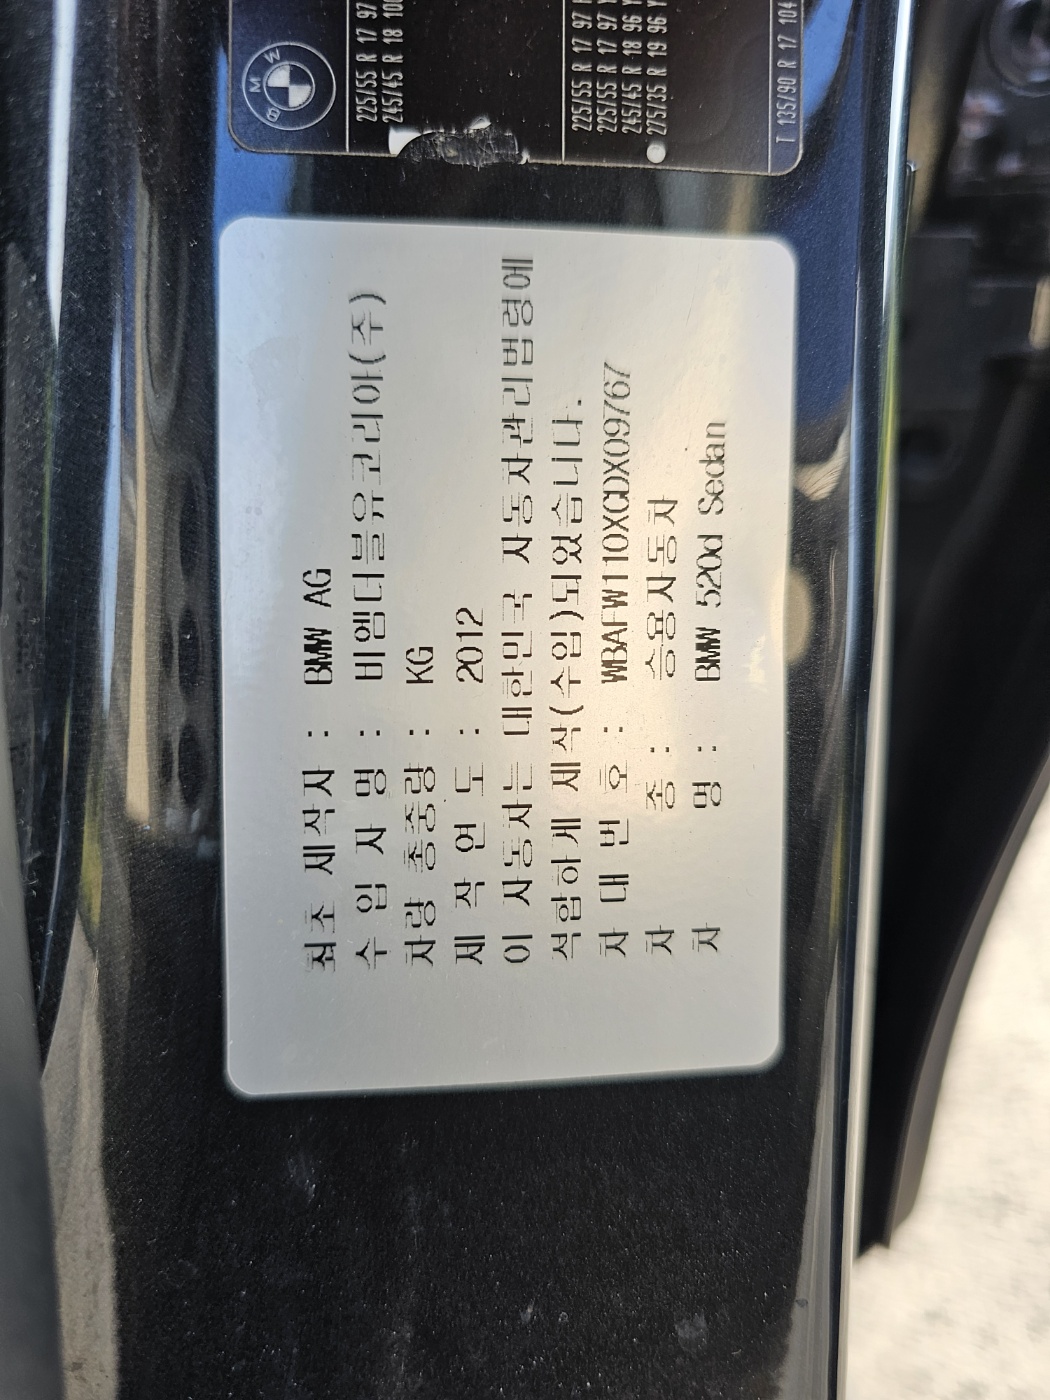 최초 제작자 : BMW AG
수 입 자 명 : 비엠더블유코리아(주)
차량 총중량 : KG
제 작 연 도 : 2012
이 자동차는 대한민국 자동차관리법령에
적합하게 제작(수입)되었습니다.
차 대 번 호 : WBAFW110XCDX09767
차 종 : 승용자동차
차 명 : BMW 520d Sedan
BMW
225/55 R 17 97
245/45 R 18 100
225/55 R 17 97
225/55 R 17 97 Y
245/45 R 18 96 Y
275/35 R 19 96 Y
T 135/90 R 17 104